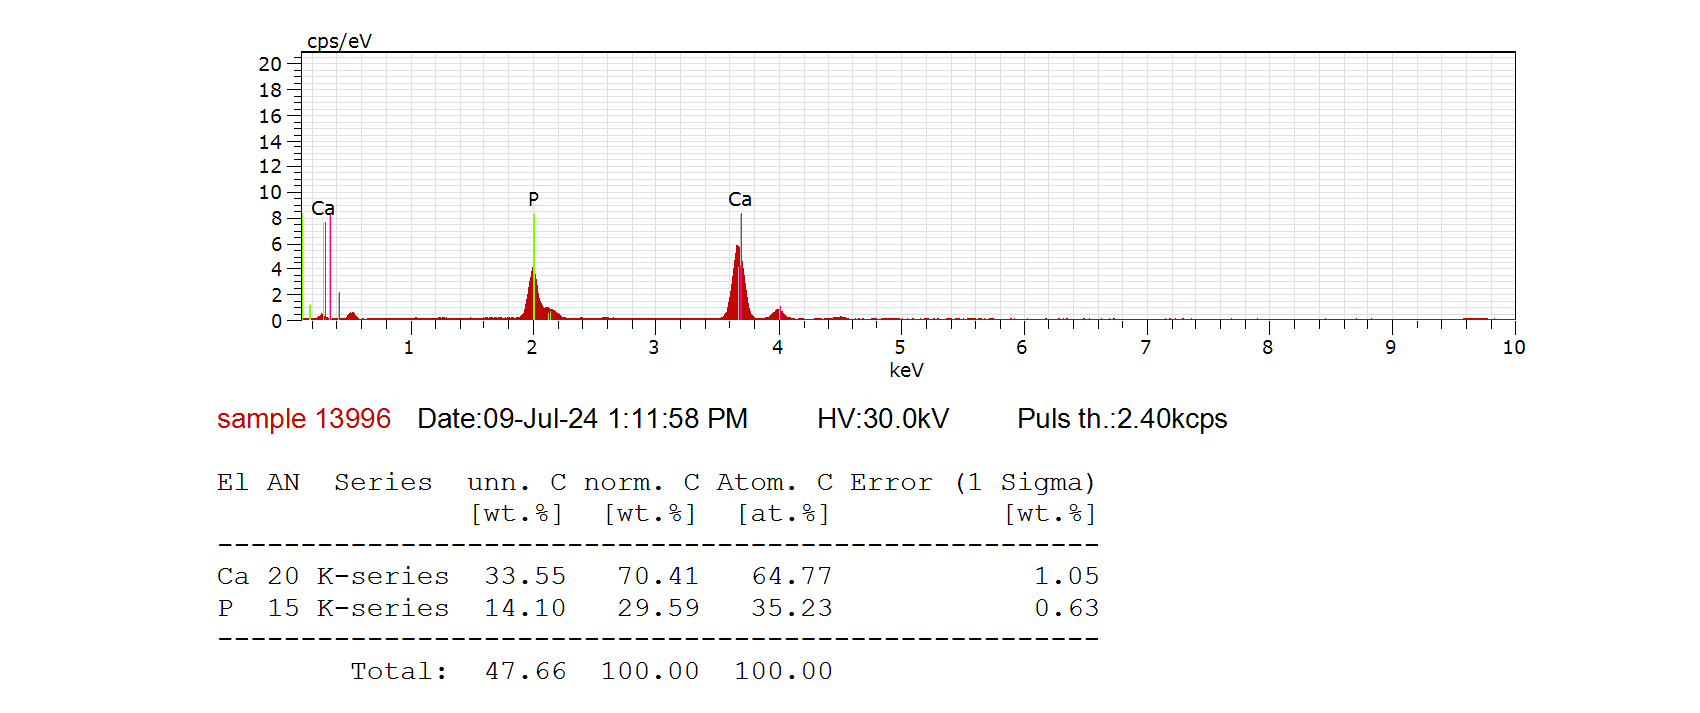 cps/eV
20
18
16
14
12
10
8
6
4
2
0
Ca P Ca
1 2 3 4 5 6 7 8 9 10
keV
sample 13996 Date:09-Jul-24 1:11:58 PM HV:30.0kV Puls th.:2.40kcps
El AN Series unn. C norm. C Atom. C Error (1 Sigma)
[wt.%] [wt.%] [at.%] [wt.%]
-----------------------------------------------------
Ca 20 K-series 33.55 70.41 64.77 1.05
P 15 K-series 14.10 29.59 35.23 0.63
-----------------------------------------------------
Total: 47.66 100.00 100.00